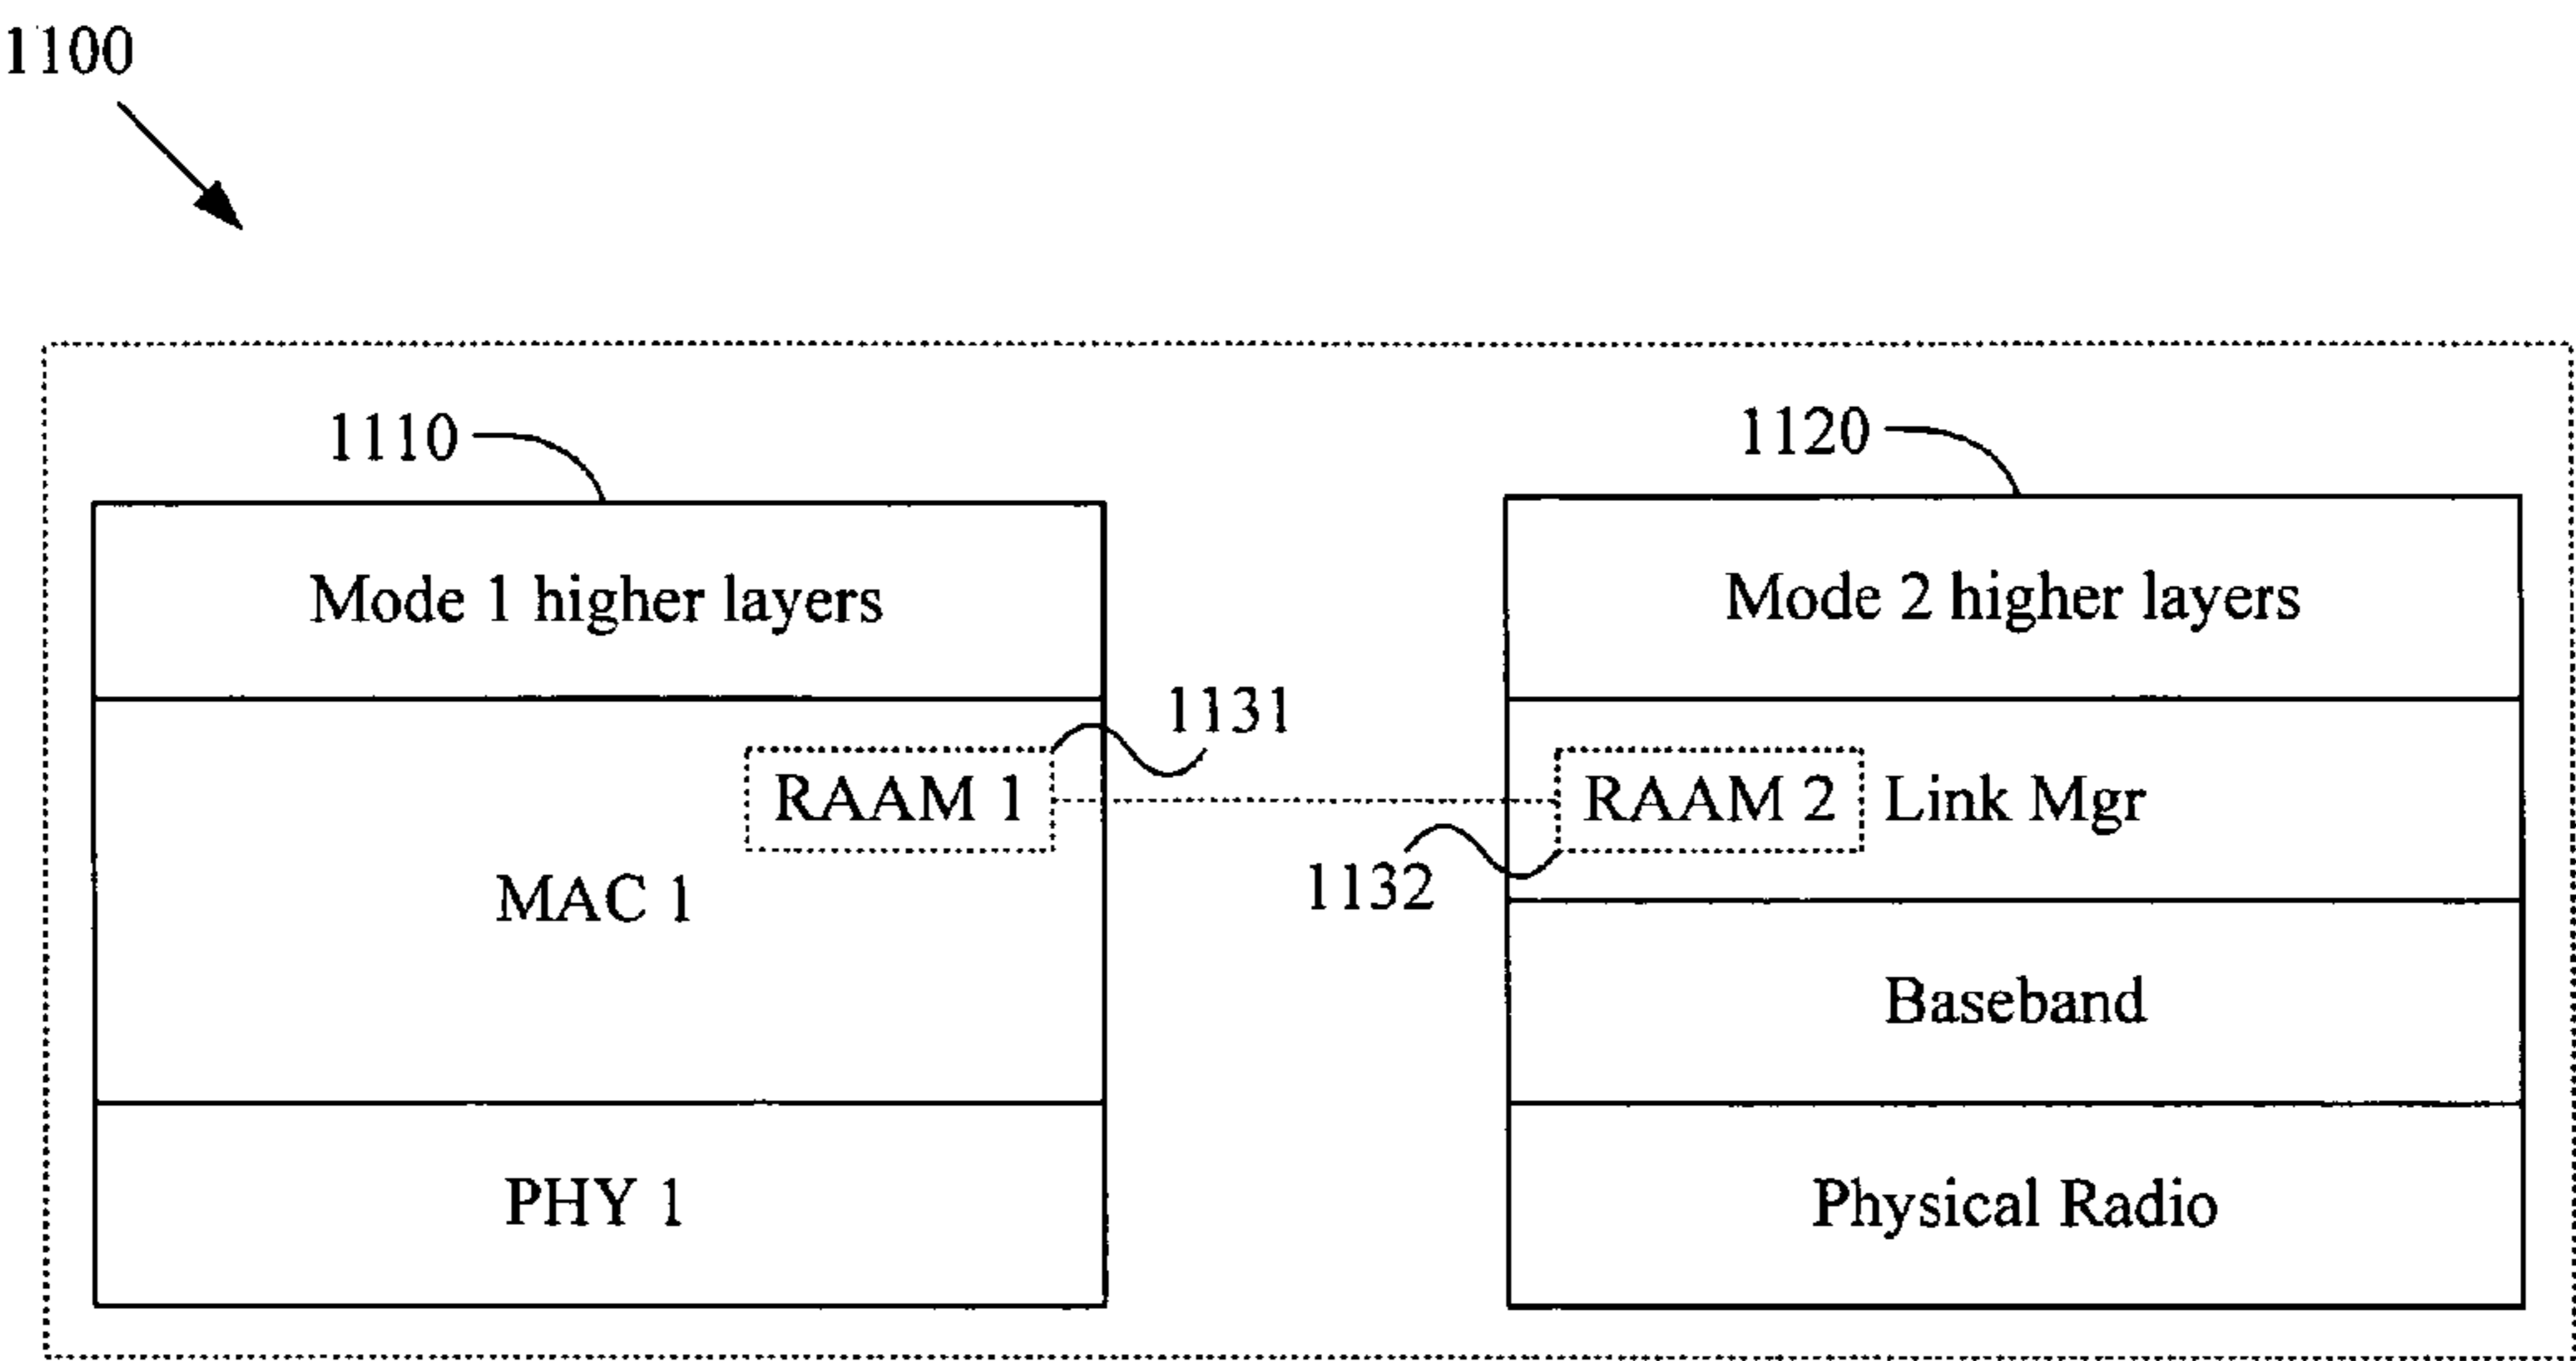 1100
1110
1120
Mode 1 higher layers
Mode 2 higher layers
1131
RAAM 1
RAAM 2 Link Mgr
1132
MAC 1
Baseband
PHY 1
Physical Radio